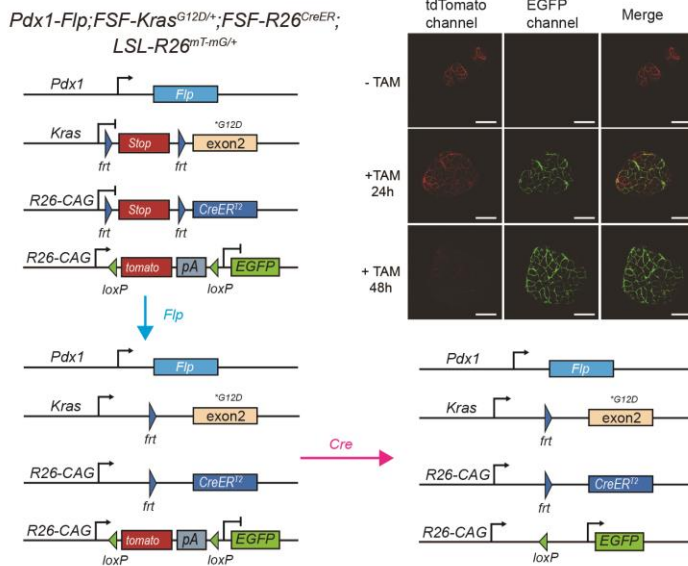 Pdx1-Flp;FSF-KrasG12D/+;FSF-R26CreER;
LSL-R26mT-mG/+
Pdx1
Flp
Kras
Stop
*G12D
exon2
frt
frt
R26-CAG
Stop
CreERT2
frt
frt
R26-CAG
tomato
pA
EGFP
loxP
loxP
Flp
Pdx1
Flp
Kras
*G12D
exon2
frt
R26-CAG
CreERT2
frt
R26-CAG
tomato
pA
EGFP
loxP
loxP
Cre
tdTomato
channel
EGFP
channel
Merge
- TAM
+TAM
24h
+ TAM
48h
Pdx1
Flp
Kras
*G12D
exon2
frt
R26-CAG
CreERT2
frt
R26-CAG
EGFP
loxP